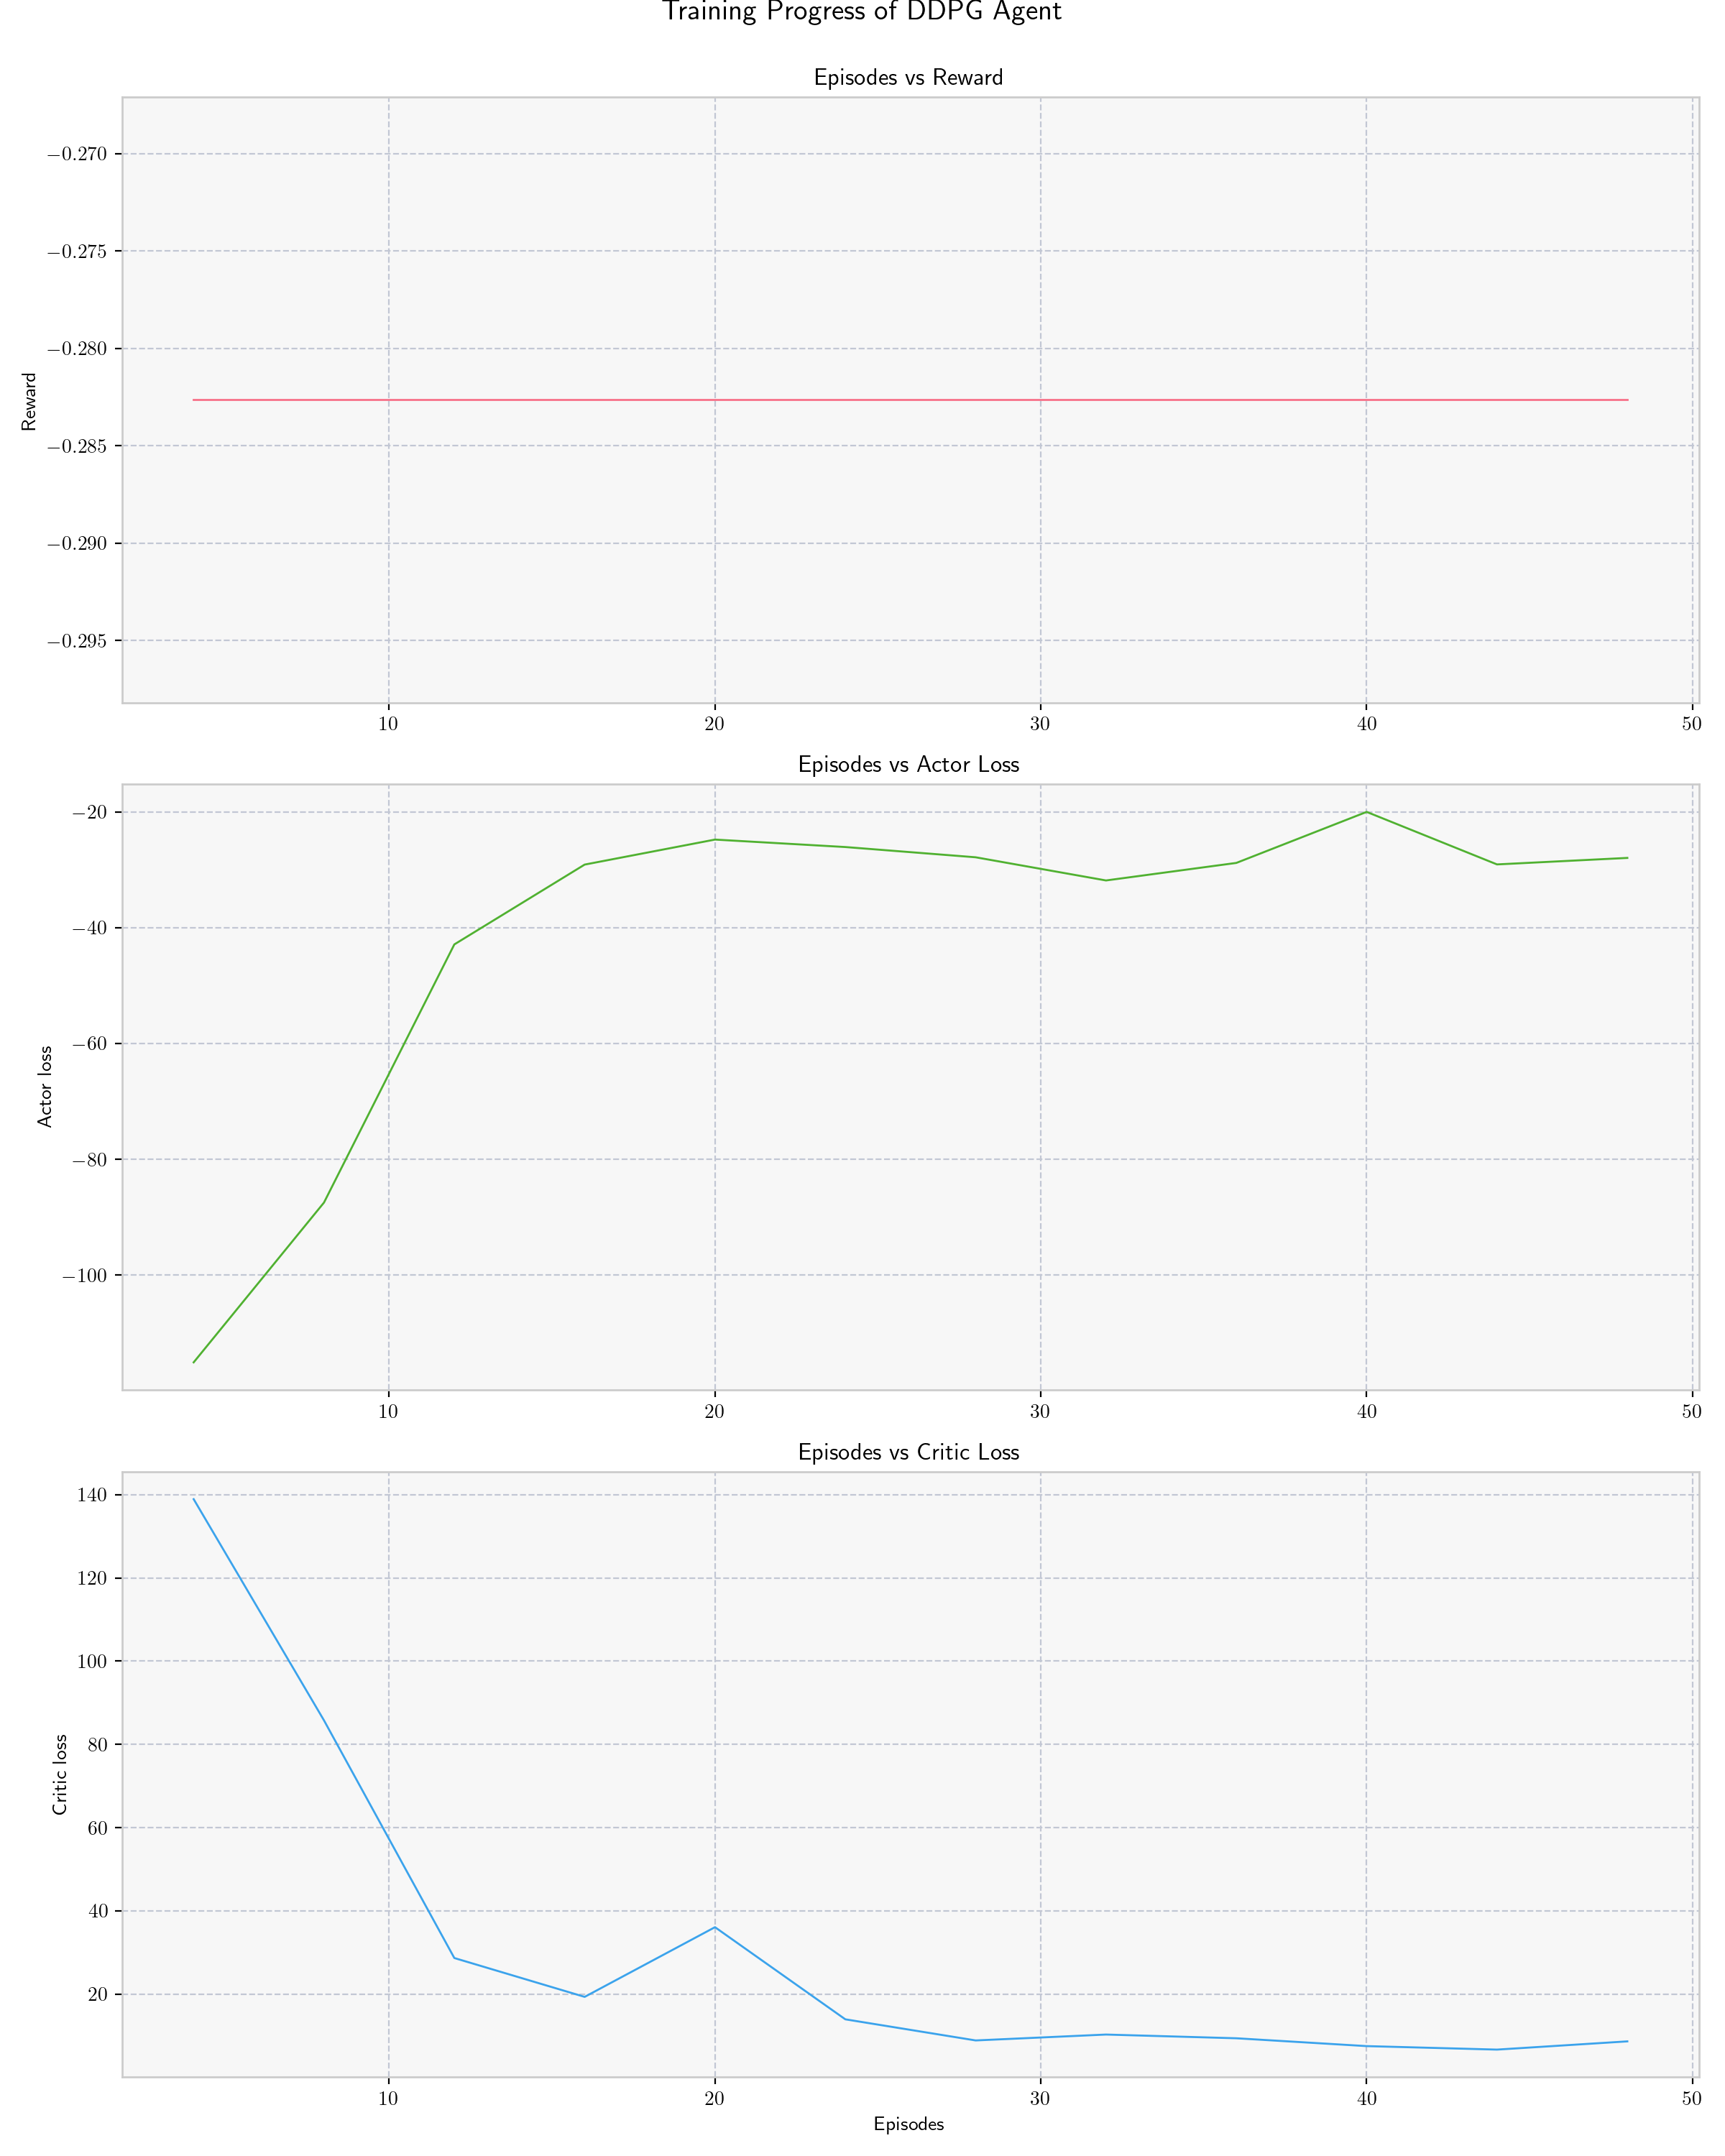 Training Progress of DDPG Agent
Episodes vs Reward
−0.270
−0.275
−0.280
−0.285
−0.290
−0.295
Reward
10 20 30 40 50
Episodes vs Actor Loss
−20
−40
−60
−80
−100
Actor loss
10 20 30 40 50
Episodes vs Critic Loss
140
120
100
80
60
40
20
Critic loss
10 20 30 40 50
Episodes